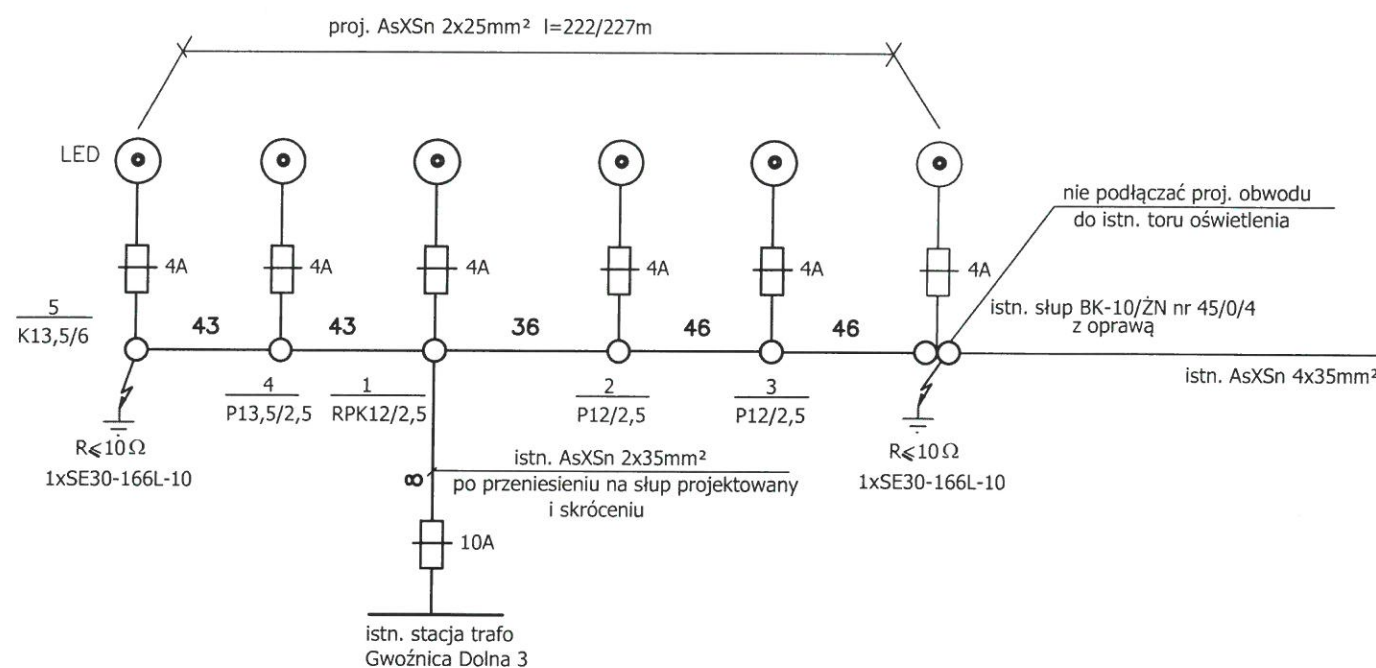 proj. AsXSn 2x25mm² l=222/227m
LED
4A
4A
4A
4A
4A
4A
nie podłączać proj. obwodu
do istn. toru oświetlenia
5
K13,5/6
43
43
36
46
46
istn. słup BK-10/ŻN nr 45/0/4
z oprawą
istn. AsXSn 4x35mm²
4
P13,5/2,5
1
RPK12/2,5
2
P12/2,5
3
P12/2,5
R⩽10Ω
1xSE30-166L-10
R⩽10Ω
1xSE30-166L-10
8
istn. AsXSn 2x35mm²
po przeniesieniu na słup projektowany
i skróceniu
10A
istn. stacja trafo
Gwoźnica Dolna 3